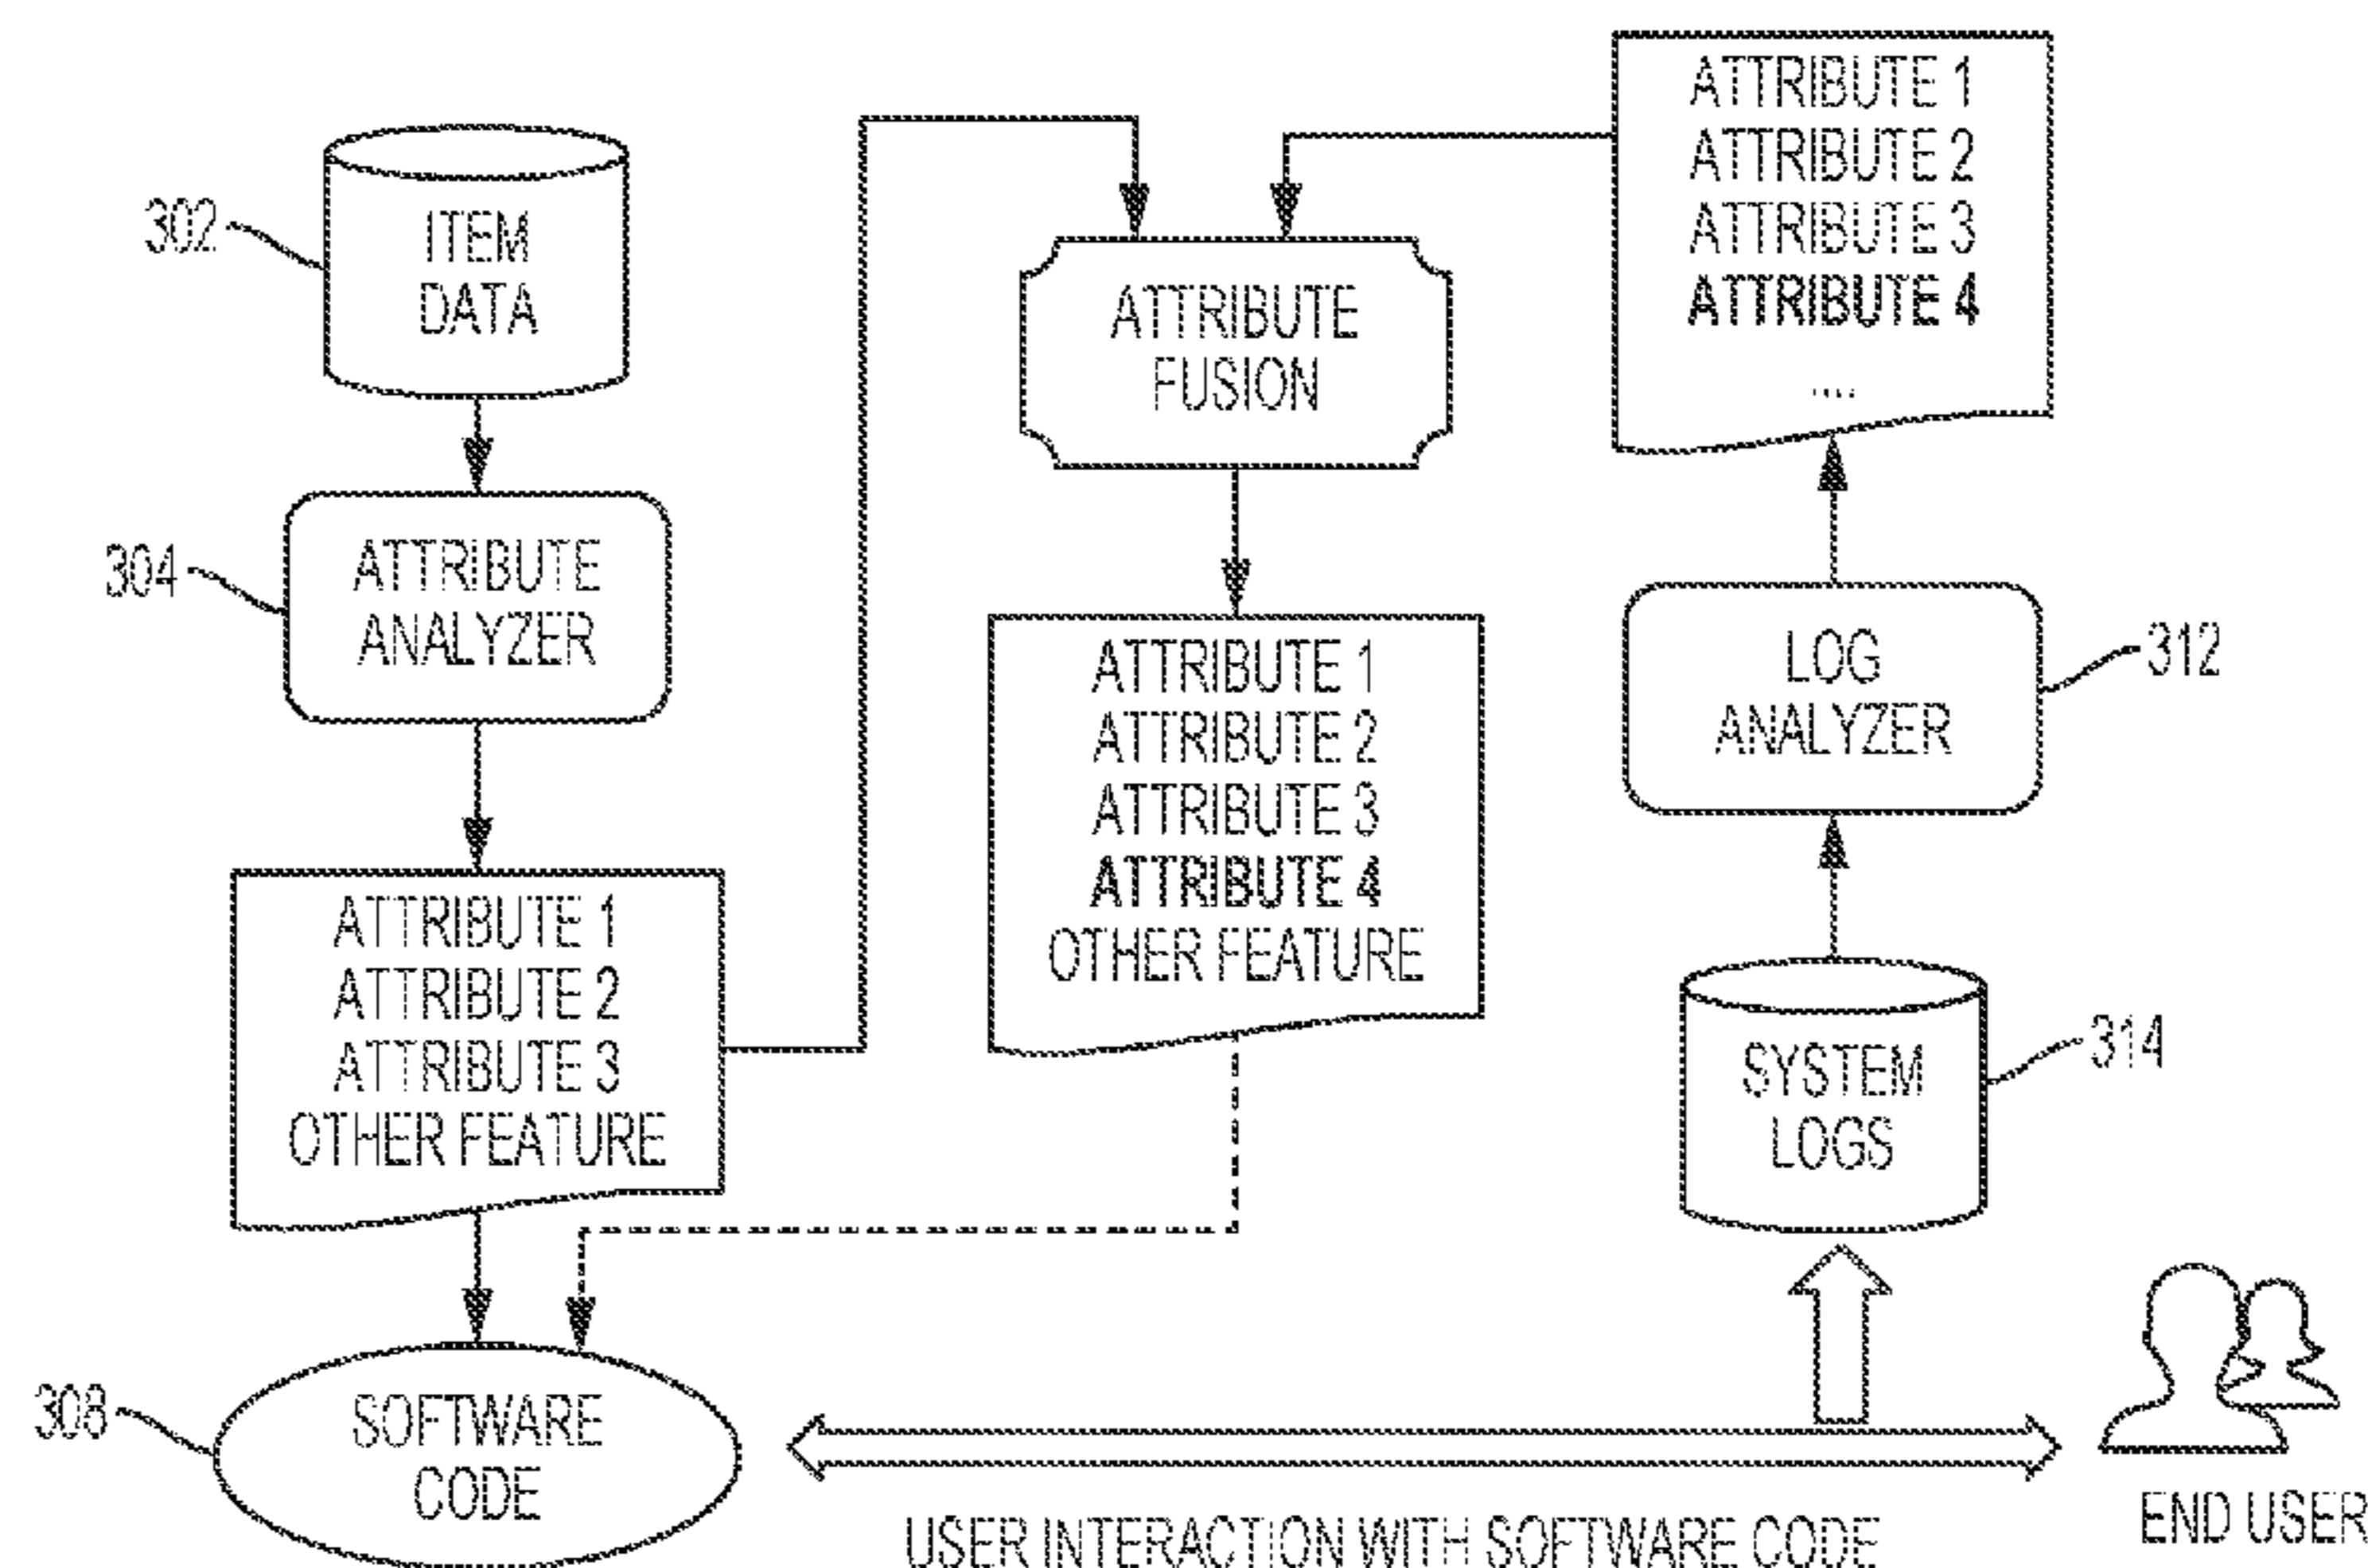 302
ITEM
DATA
304
ATTRIBUTE
ANALYZER
ATTRIBUTE 1
ATTRIBUTE 2
ATTRIBUTE 3
OTHER FEATURE
308
SOFTWARE
CODE
ATTRIBUTE
FUSION
ATTRIBUTE 1
ATTRIBUTE 2
ATTRIBUTE 3
ATTRIBUTE 4
OTHER FEATURE
ATTRIBUTE 1
ATTRIBUTE 2
ATTRIBUTE 3
ATTRIBUTE 4
....
LOG
ANALYZER
312
SYSTEM
LOGS
314
USER INTERACTION WITH SOFTWARE CODE
END USER